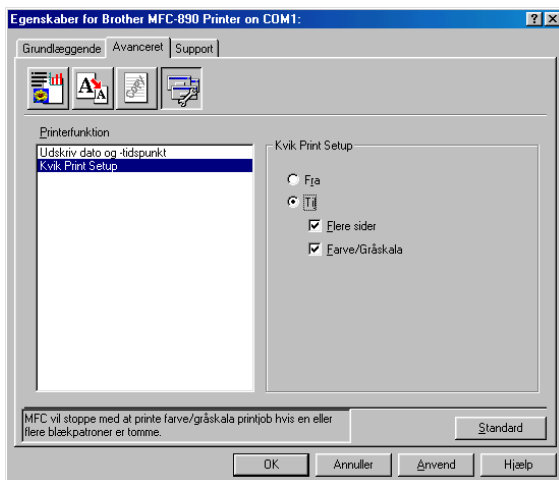 Egenskaber for Brother MFC-890 Printer on COM1:
Grundlæggende Avanceret Support
Printerfunktion
Udskriv dato og -tidspunkt
Kvik Print Setup
Kvik Print Setup
Fra
Til
Flere sider
Farve/Gråskala
MFC vil stoppe med at printe farve/gråskala printjob hvis en eller
flere blækpatroner er tomme.
Standard
OK Annuller Anvend Hjælp